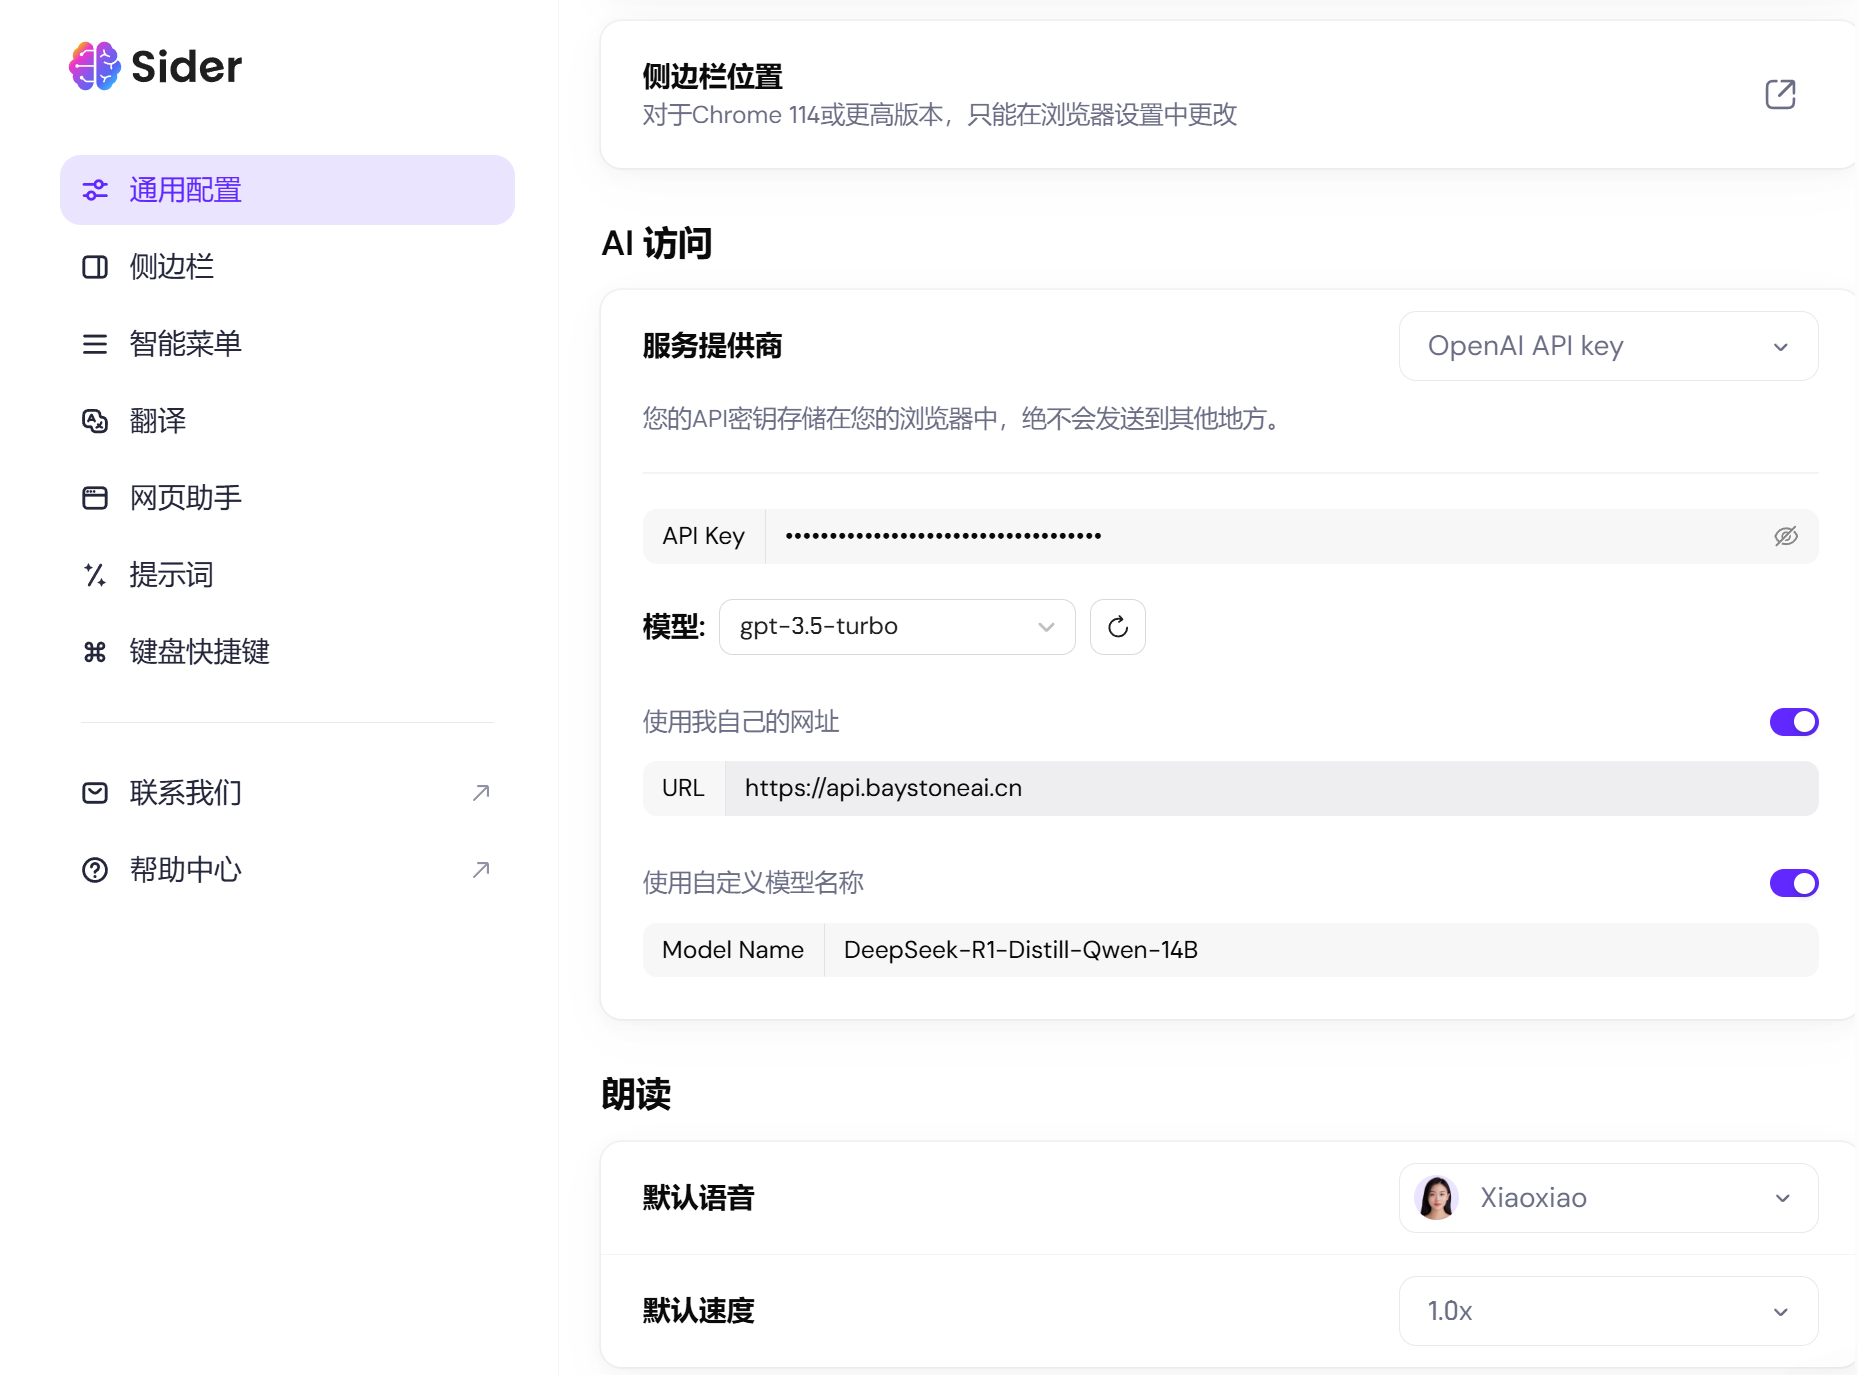 Sider
通用配置
侧边栏
智能菜单
翻译
网页助手
提示词
键盘快捷键
联系我们
帮助中心
侧边栏位置
对于Chrome 114或更高版本，只能在浏览器设置中更改
AI 访问
服务提供商
OpenAI API key
您的API密钥存储在您的浏览器中，绝不会发送到其他地方。
API Key ••••••••••••••••••••••••••••••••••••
模型: gpt-3.5-turbo
使用我自己的网址
URL https://api.baystoneai.cn
使用自定义模型名称
Model Name DeepSeek-R1-Distill-Qwen-14B
朗读
默认语音
Xiaoxiao
默认速度
1.0x